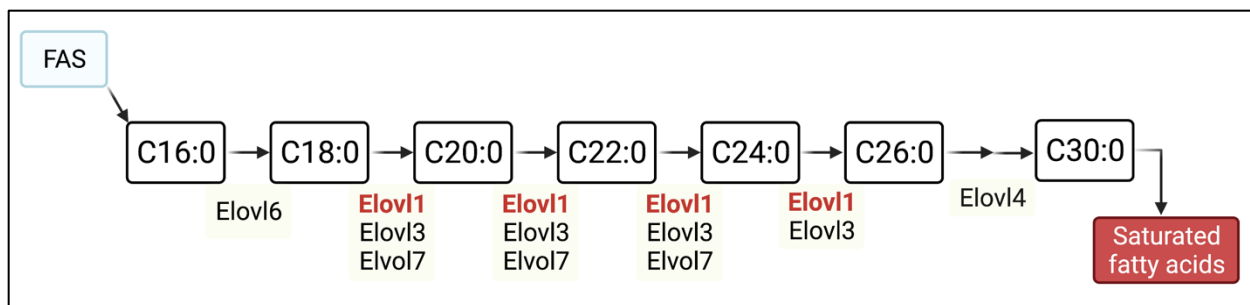 FAS
C16:0
C18:0
C20:0
C22:0
C24:0
C26:0
C30:0
Elovl6
Elovl1
Elovl3
Elvol7
Elovl1
Elovl3
Elvol7
Elovl1
Elovl3
Elvol7
Elovl1
Elovl3
Elovl4
Saturated
fatty acids